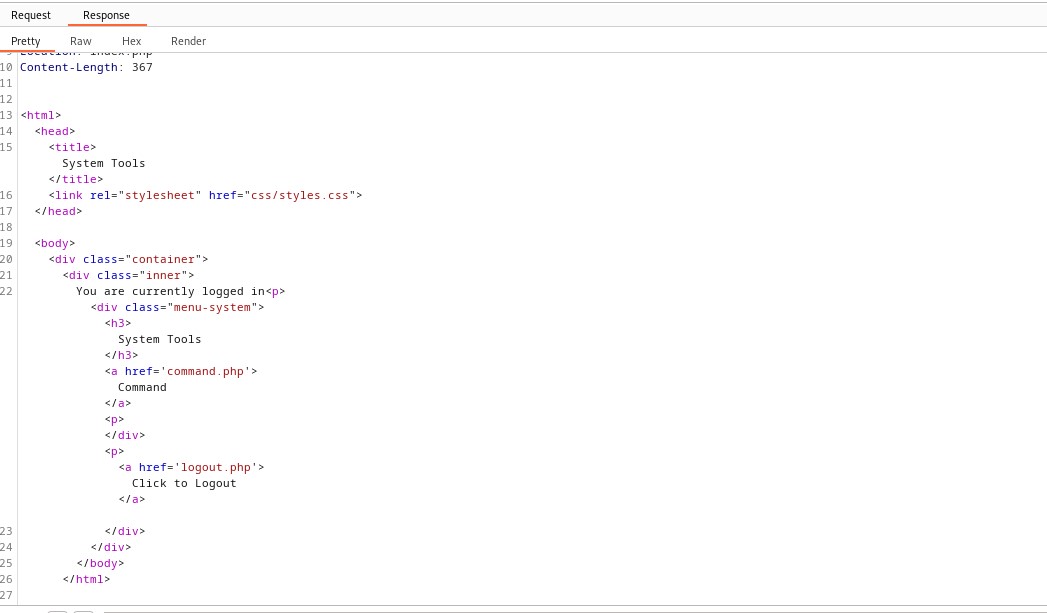 Request Response
Pretty Raw Hex Render
9 Location: index.php
10 Content-Length: 367
11
12
13 <html>
14 <head>
15 <title>
System Tools
</title>
16 <link rel="stylesheet" href="css/styles.css">
17 </head>
18
19 <body>
20 <div class="container">
21 <div class="inner">
22 You are currently logged in<p>
<div class="menu-system">
<h3>
System Tools
</h3>
<a href='command.php'>
Command
</a>
<p>
</div>
<p>
<a href='logout.php'>
Click to Logout
</a>
23 </div>
24 </div>
25 </body>
26 </html>
27